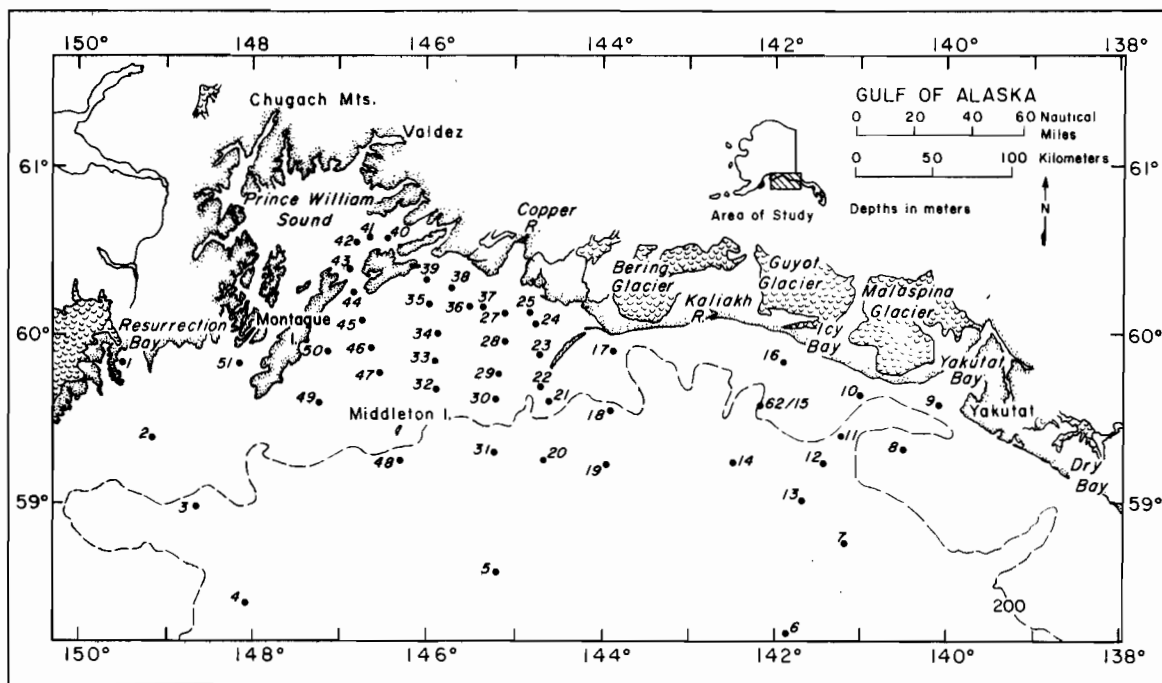 150°
148°
146°
144°
142°
140°
138°
GULF OF ALASKA
0 20 40 60 Nautical
Miles
0 50 100 Kilometers
Depths in meters
N
Area of Study
Chugach Mts.
Valdez
61°
61°
Prince William
Sound
Copper
R.
42
41
40
43
44
39
38
35
36
37
27
25
24
Bering
Glacier
Guyot
Glacier
Malaspina
Glacier
Kaliakh
R.
Icy
Bay
Yakutat
Bay
Yakutat
Dry
Bay
60°
60°
Resurrection
Bay
1
51
Montague
I.
50
45
46
47
49
34
33
32
28
29
30
23
22
21
17
18
16
62/15
10
9
11
8
Middleton I.
2
48
31
20
19
14
12
13
59°
59°
3
7
5
4
6
200
150°
148°
146°
144°
142°
140°
138°